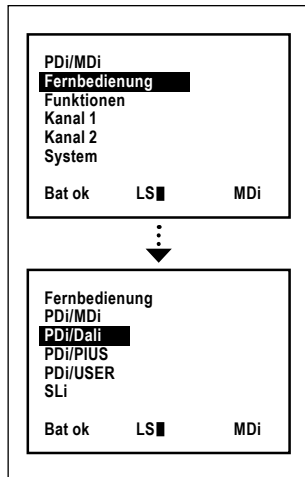 PDi/MDi
Fernbedienung
Funktionen
Kanal 1
Kanal 2
System
Bat ok LS MDi
Fernbedienung
PDi/MDi
PDi/Dali
PDi/PIUS
PDi/USER
SLi
Bat ok LS MDi